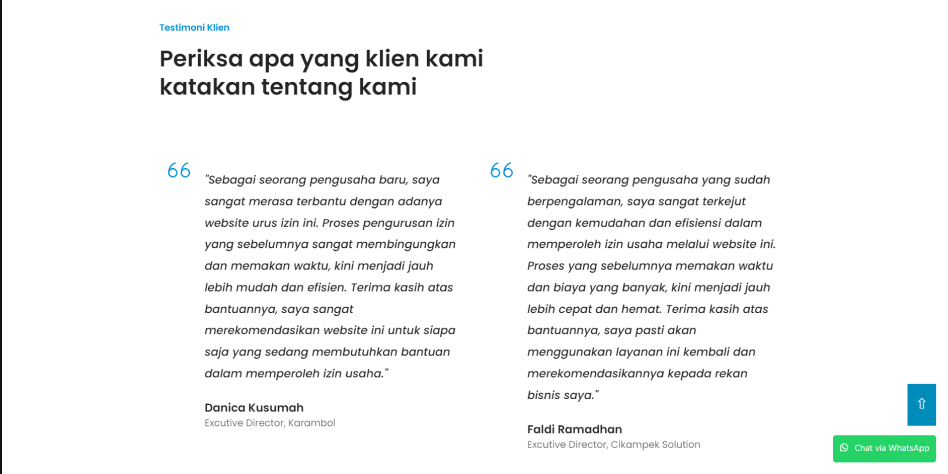 Testimoni Klien
Periksa apa yang klien kami
katakan tentang kami
"Sebagai seorang pengusaha baru, saya
sangat merasa terbantu dengan adanya
website urus izin ini. Proses pengurusan izin
yang sebelumnya sangat membingungkan
dan memakan waktu, kini menjadi jauh
lebih mudah dan efisien. Terima kasih atas
bantuannya, saya sangat
merekomendasikan website ini untuk siapa
saja yang sedang membutuhkan bantuan
dalam memperoleh izin usaha."
Danica Kusumah
Excutive Director, Karambol
"Sebagai seorang pengusaha yang sudah
berpengalaman, saya sangat terkejut
dengan kemudahan dan efisiensi dalam
memperoleh izin usaha melalui website ini.
Proses yang sebelumnya memakan waktu
dan biaya yang banyak, kini menjadi jauh
lebih cepat dan hemat. Terima kasih atas
bantuannya, saya pasti akan
menggunakan layanan ini kembali dan
merekomendasikannya kepada rekan
bisnis saya."
Faldi Ramadhan
Excutive Director, Cikampek Solution
Chat via WhatsApp